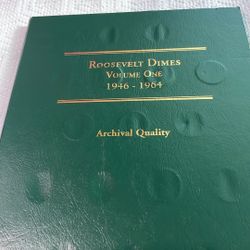 Roosevelt Dimes
Volume One
1946 - 1964
Archival Quality